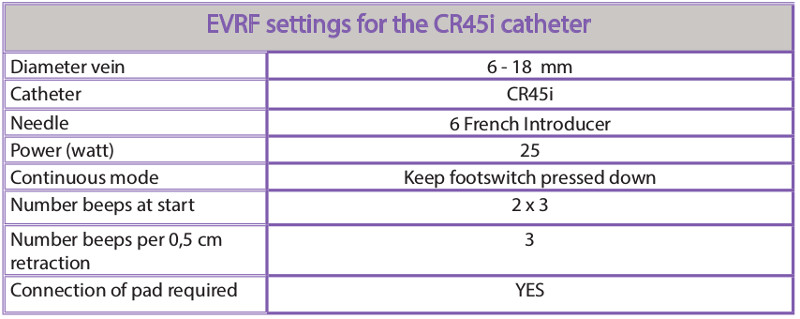 EVRF settings for the CR45i catheter
Diameter vein 6 - 18 mm
Catheter CR45i
Needle 6 French Introducer
Power (watt) 25
Continuous mode Keep footswitch pressed down
Number beeps at start 2 x 3
Number beeps per 0,5 cm 3
retraction
Connection of pad required YES